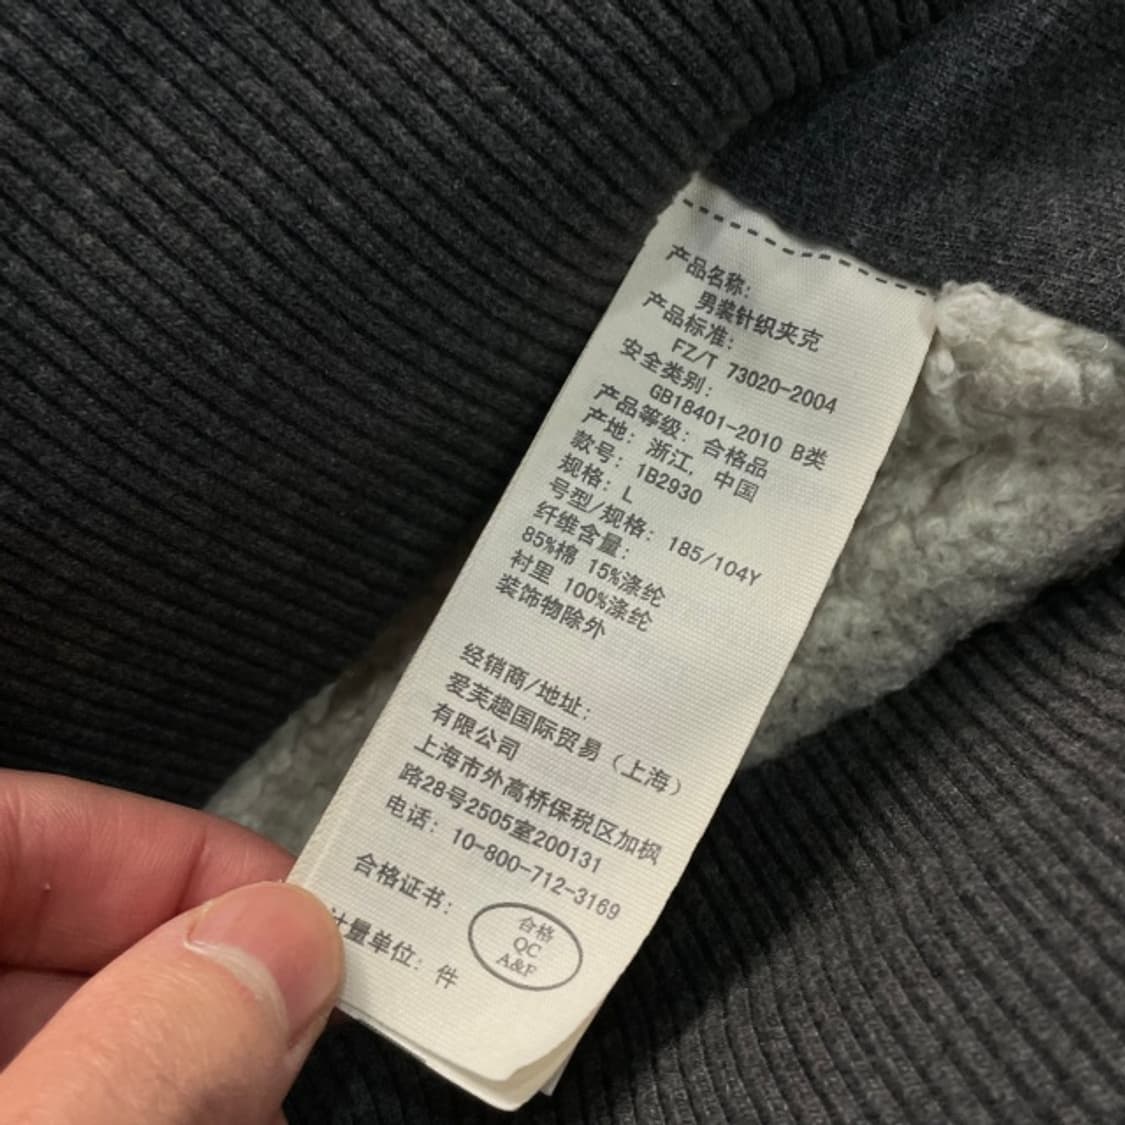 产品名称:
男装针织夹克
产品标准:
FZ/T 73020-2004
安全类别:
GB18401-2010 B类
产品等级: 合格品
产地: 浙江, 中国
款号: 1B2930
规格: L
号型/规格: 185/104Y
纤维含量:
85%棉 15%涤纶
衬里 100%涤纶
装饰物除外
经销商/地址:
爱芙趣国际贸易（上海）
有限公司
上海市外高桥保税区加枫
路28号2505室200131
电话: 10-800-712-3169
合格证书:
合格
QC
A&F
计量单位: 件